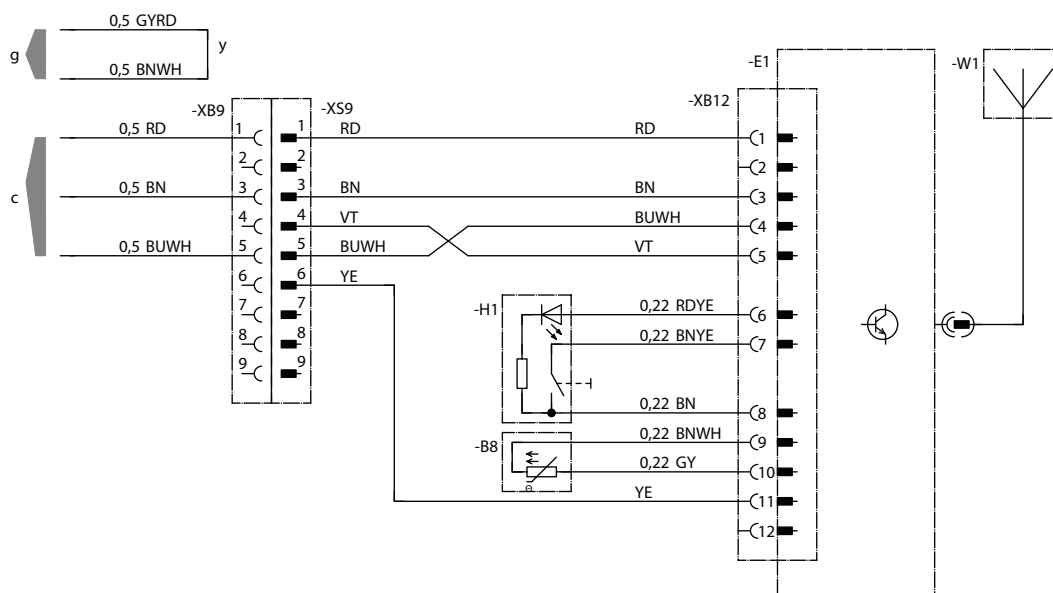 0,5 GYRD
g
y
0,5 BNWH
-E1
-W1
-XB9
-XS9
-XB12
0,5 RD 1 1 RD RD 1
2 2 2
c
0,5 BN 3 3 BN BN 3
4 4 VT BUWH 4
0,5 BUWH 5 5 BUWH VT 5
6 6 YE
7 7
-H1
0,22 RDYE 6
8 8
0,22 BNYE 7
9 9
0,22 BN 8
-B8
0,22 BNWH 9
0,22 GY 10
Θ
YE 11
12